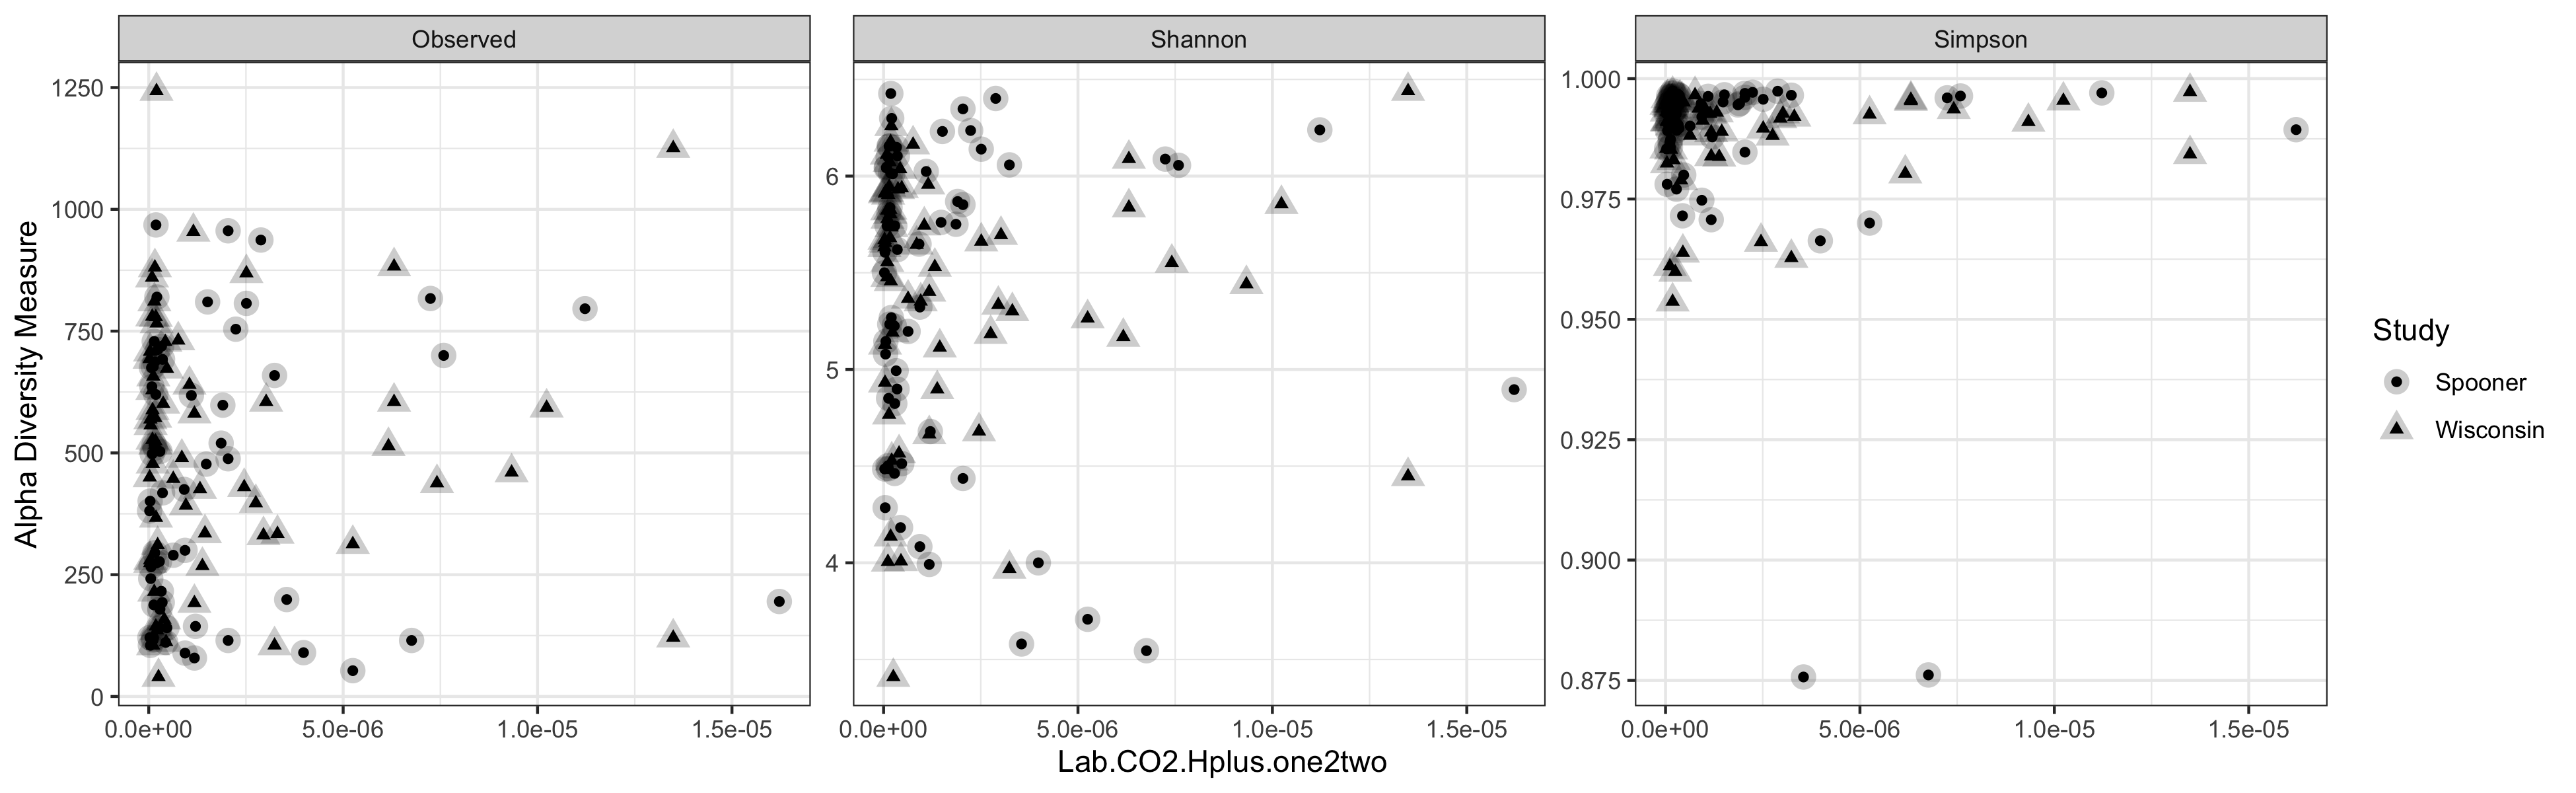 Observed
Shannon
Simpson
Alpha Diversity Measure
1250
1000
750
500
250
0
6
5
4
1.000
0.975
0.950
0.925
0.900
0.875
0.0e+00 5.0e-06 1.0e-05 1.5e-05
0.0e+00 5.0e-06 1.0e-05 1.5e-05
0.0e+00 5.0e-06 1.0e-05 1.5e-05
Lab.CO2.Hplus.one2two
Study
Spooner
Wisconsin